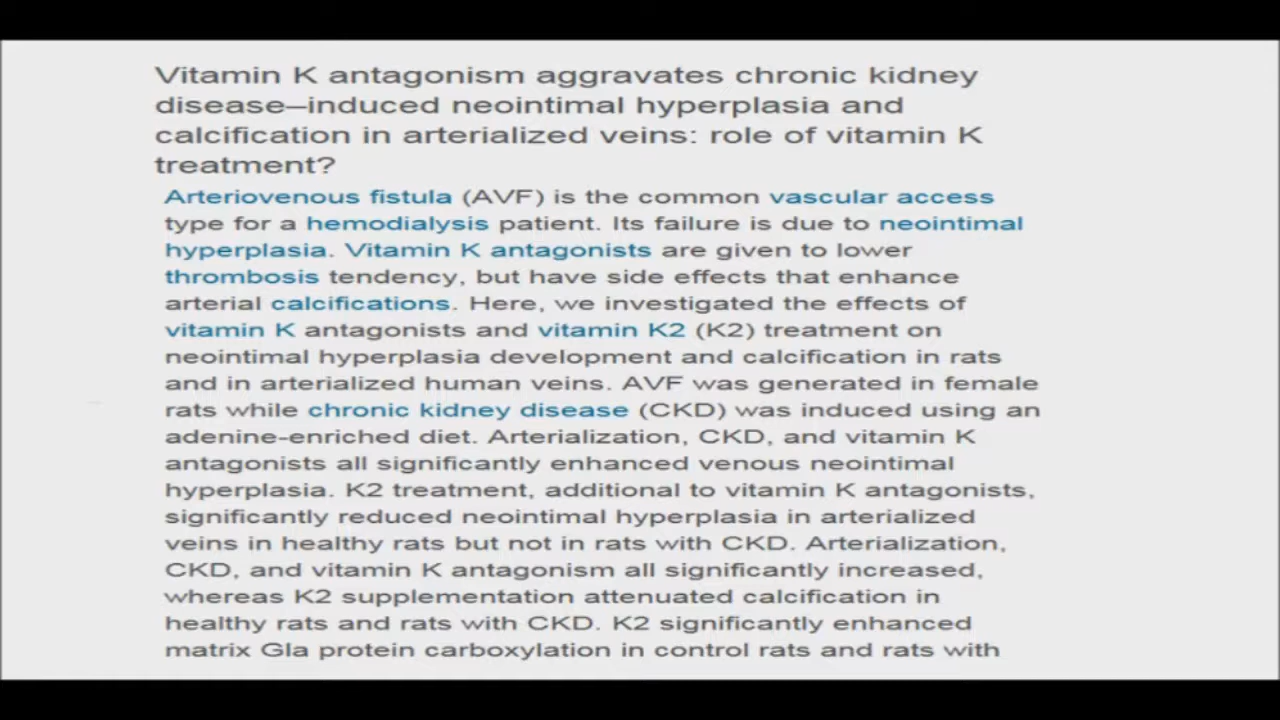 Vitamin K antagonism aggravates chronic kidney
disease–induced neointimal hyperplasia and
calcification in arterialized veins: role of vitamin K
treatment?
Arteriovenous fistula (AVF) is the common vascular access
type for a hemodialysis patient. Its failure is due to neointimal
hyperplasia. Vitamin K antagonists are given to lower
thrombosis tendency, but have side effects that enhance
arterial calcifications. Here, we investigated the effects of
vitamin K antagonists and vitamin K2 (K2) treatment on
neointimal hyperplasia development and calcification in rats
and in arterialized human veins. AVF was generated in female
rats while chronic kidney disease (CKD) was induced using an
adenine-enriched diet. Arterialization, CKD, and vitamin K
antagonists all significantly enhanced venous neointimal
hyperplasia. K2 treatment, additional to vitamin K antagonists,
significantly reduced neointimal hyperplasia in arterialized
veins in healthy rats but not in rats with CKD. Arterialization,
CKD, and vitamin K antagonism all significantly increased,
whereas K2 supplementation attenuated calcification in
healthy rats and rats with CKD. K2 significantly enhanced
matrix Gla protein carboxylation in control rats and rats with